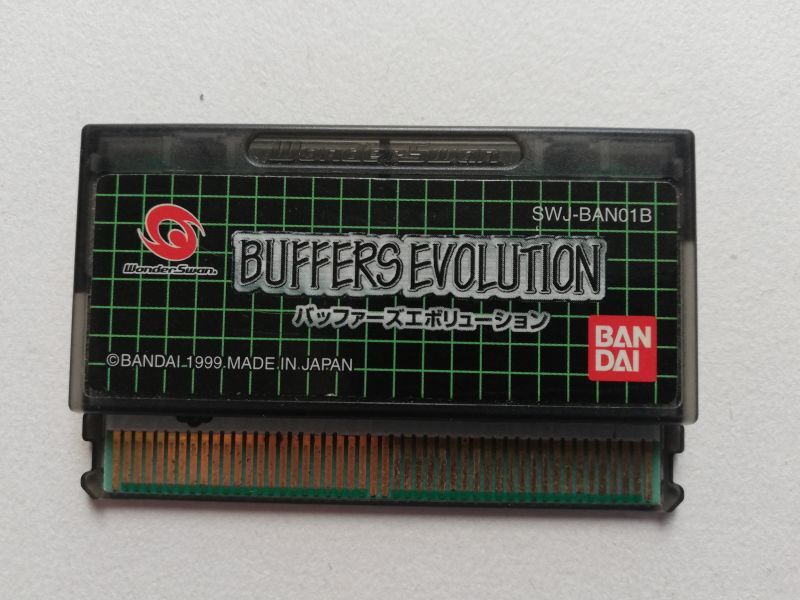 WonderSwan
SWJ-BAN01B
WonderSwan.
BUFFERS EVOLUTION
バッファーズエボリューション
©BANDAI 1999 MADE IN JAPAN
BAN
DAI